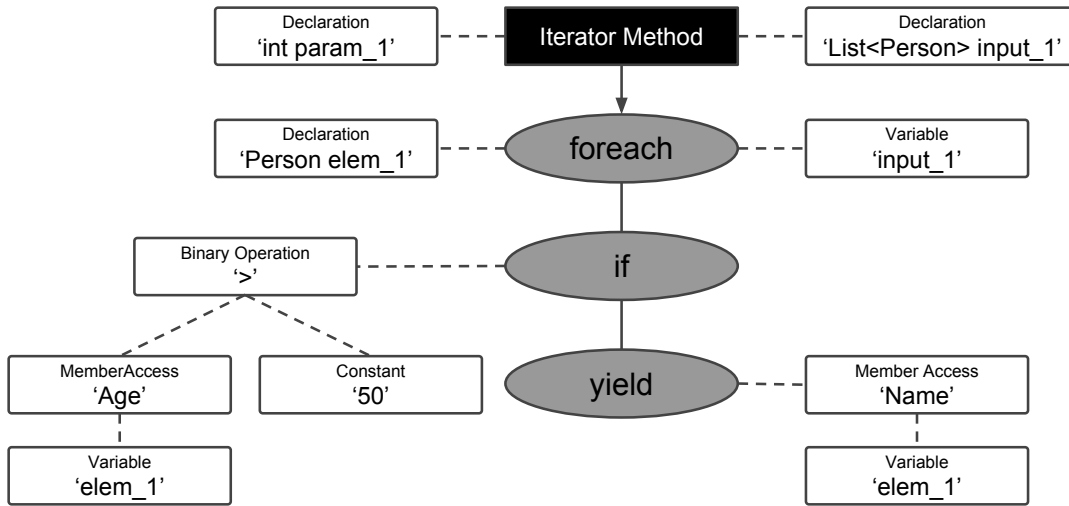 Declaration
‘int param_1’
Iterator Method
Declaration
‘List<Person> input_1’
Declaration
‘Person elem_1’
foreach
Variable
‘input_1’
Binary Operation
‘>’
if
MemberAccess
‘Age’
Constant
‘50’
yield
Member Access
‘Name’
Variable
‘elem_1’
Variable
‘elem_1’